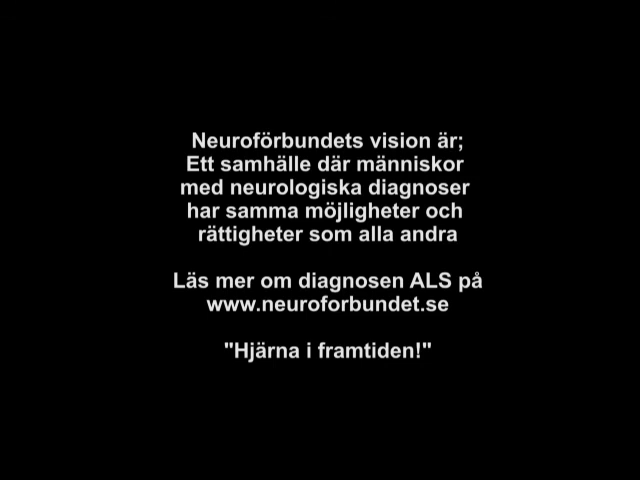 Neuroförbundets vision är;
Ett samhälle där människor
med neurologiska diagnoser
har samma möjligheter och
rättigheter som alla andra
Läs mer om diagnosen ALS på
www.neuroforbundet.se
"Hjärna i framtiden!"